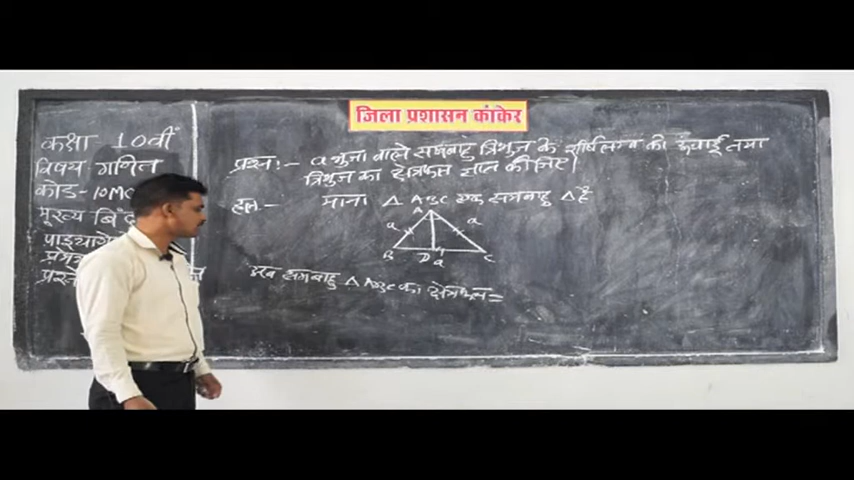 जिला प्रशासन कांकेर
कक्षा 10वीं
विषय गणित
कोड- 10M
मुख्य बिंदु
प्रश्न:- a भुजा वाले समबाहु त्रिभुज के शीर्षलम्ब की ऊंचाई तथा
त्रिभुज का क्षेत्रफल ज्ञात कीजिए।
हल- माना △ ABC एक समबाहु △ है
A
a a
B D C
a
अब समबाहु △ ABC का क्षेत्रफल =